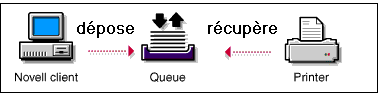 dépose
récupère
Novell client
Queue
Printer